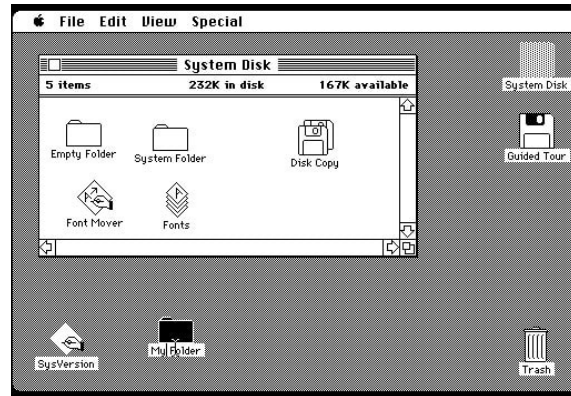 File Edit View Special
System Disk
5 items 232K in disk 167K available
Empty Folder System Folder Disk Copy
Font Mover Fonts
System Disk
Guided Tour
SysVersion My Folder Trash